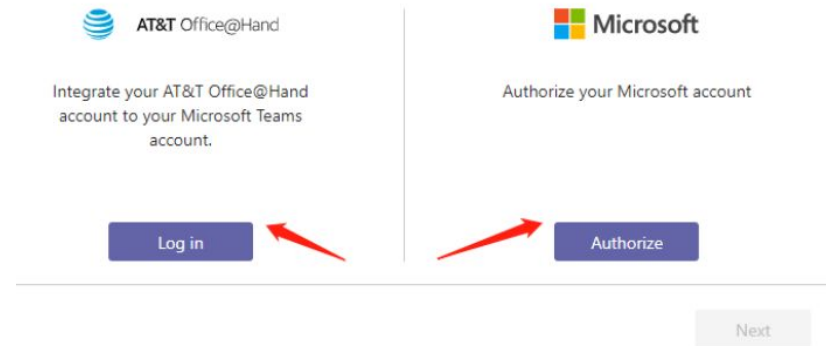 AT&T Office@Hand
Integrate your AT&T Office@Hand
account to your Microsoft Teams
account.
Log in
Microsoft
Authorize your Microsoft account
Authorize
Next